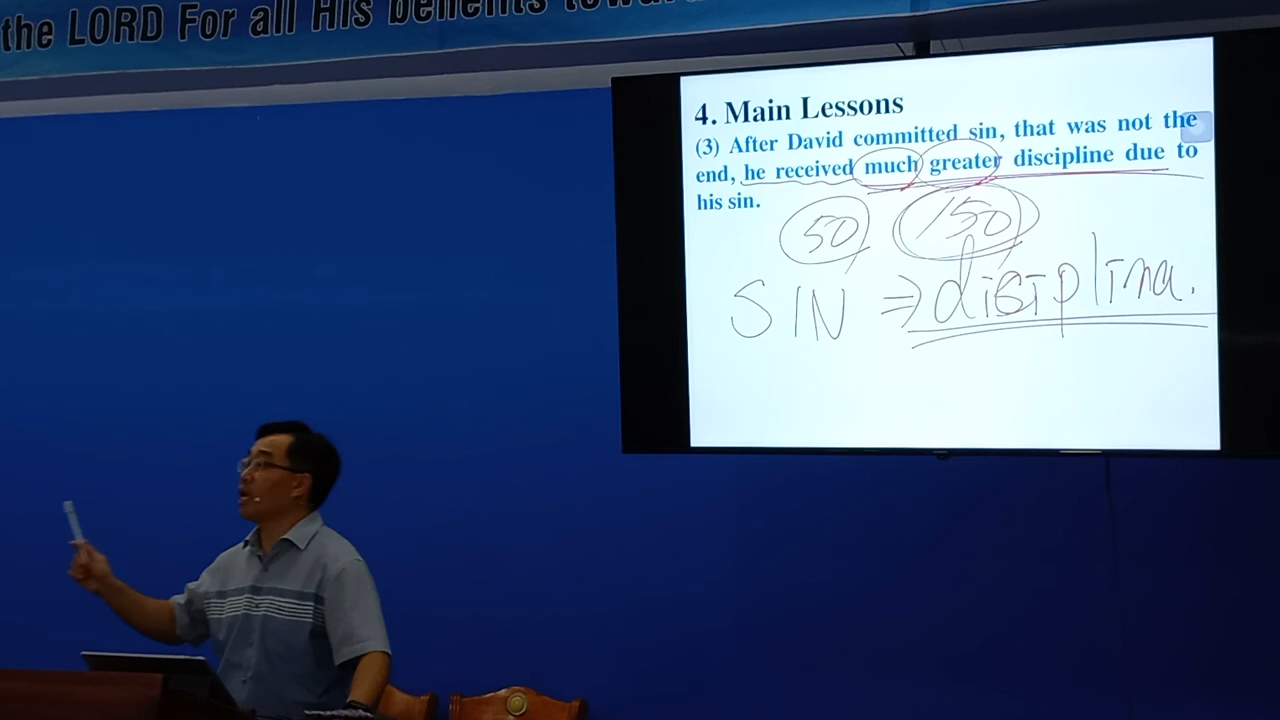 the LORD For all His benefits
4. Main Lessons
(3) After David committed sin, that was not the
end, he received much greater discipline due to
his sin.
50 150
SIN ⇒ disiplina.